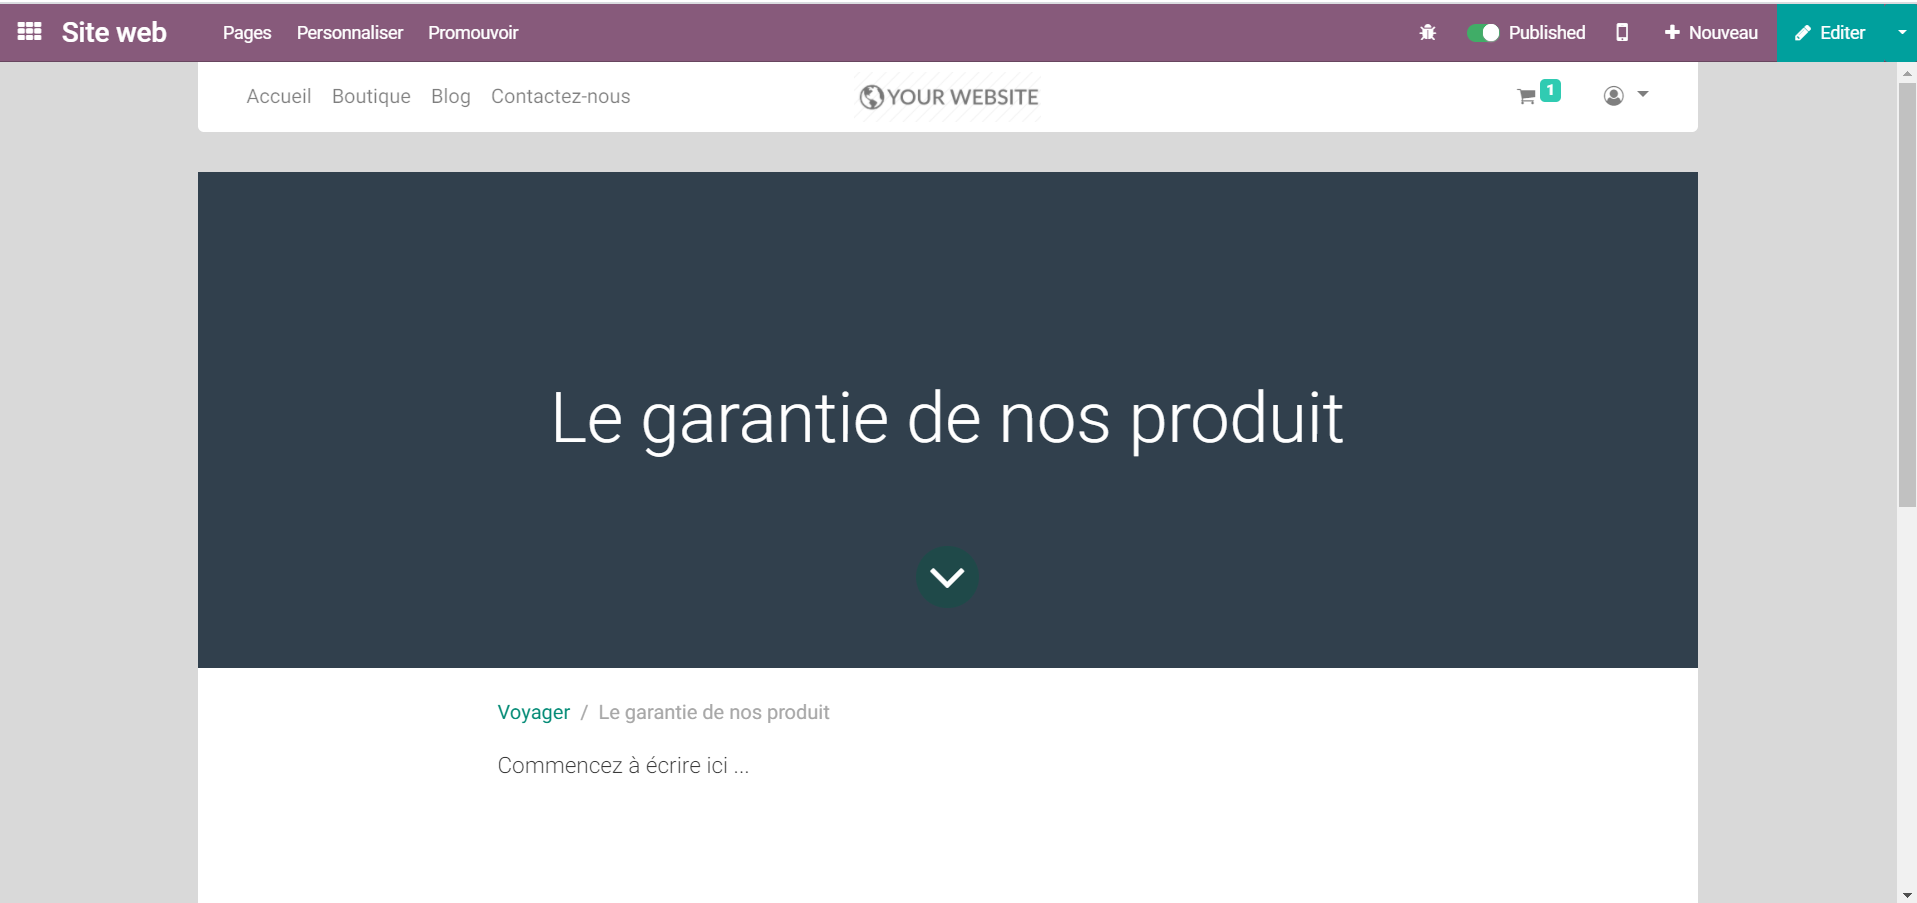 Site web Pages Personnaliser Promouvoir Published Nouveau Editer
Accueil Boutique Blog Contactez-nous YOUR WEBSITE 1
Le garantie de nos produit
Voyager / Le garantie de nos produit
Commencez à écrire ici ...